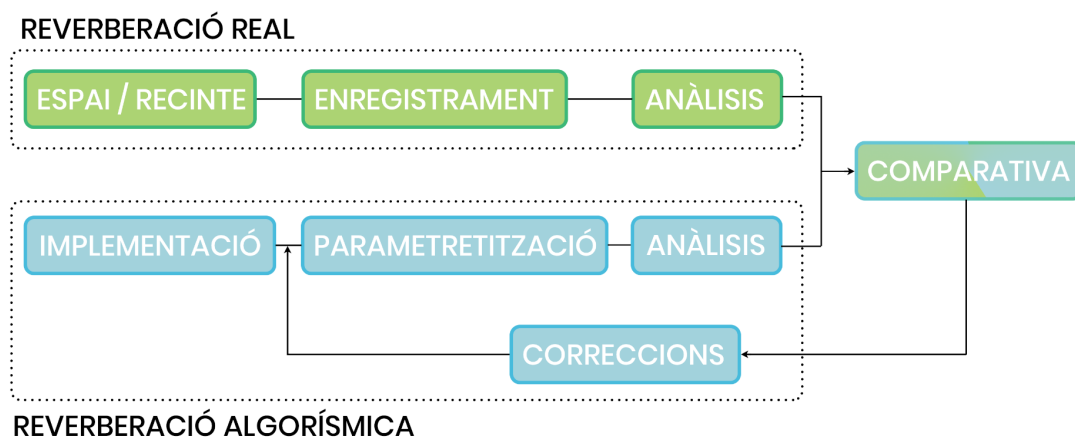 REVERBERACIÓ REAL
ESPAI / RECINTE
ENREGISTRAMENT
ANÀLISIS
COMPARATIVA
IMPLEMENTACIÓ
PARAMETRETITZACIÓ
ANÀLISIS
CORRECCIONS
REVERBERACIÓ ALGORÍSMICA